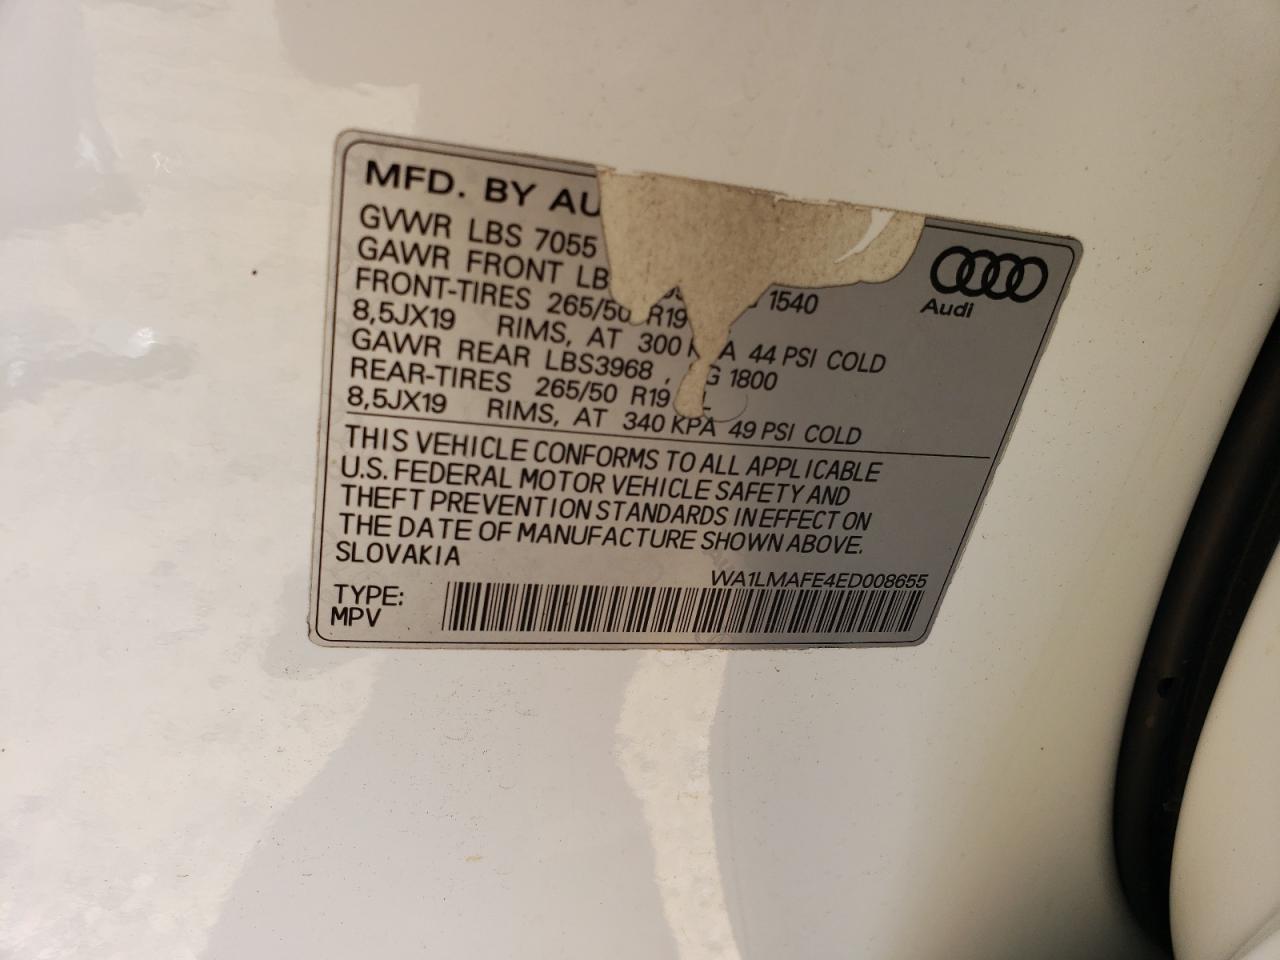 MFD. BY AU
Audi
GVWR LBS 7055
GAWR FRONT LB 1540
FRONT-TIRES 265/50 R19
8,5JX19 RIMS, AT 300 K A 44 PSI COLD
GAWR REAR LBS3968 , G 1800
REAR-TIRES 265/50 R19 L
8,5JX19 RIMS, AT 340 KPA 49 PSI COLD
THIS VEHICLE CONFORMS TO ALL APPLICABLE
U.S. FEDERAL MOTOR VEHICLE SAFETY AND
THEFT PREVENTION STANDARDS IN EFFECT ON
THE DATE OF MANUFACTURE SHOWN ABOVE.
SLOVAKIA
WA1LMAFE4ED008655
TYPE:
MPV